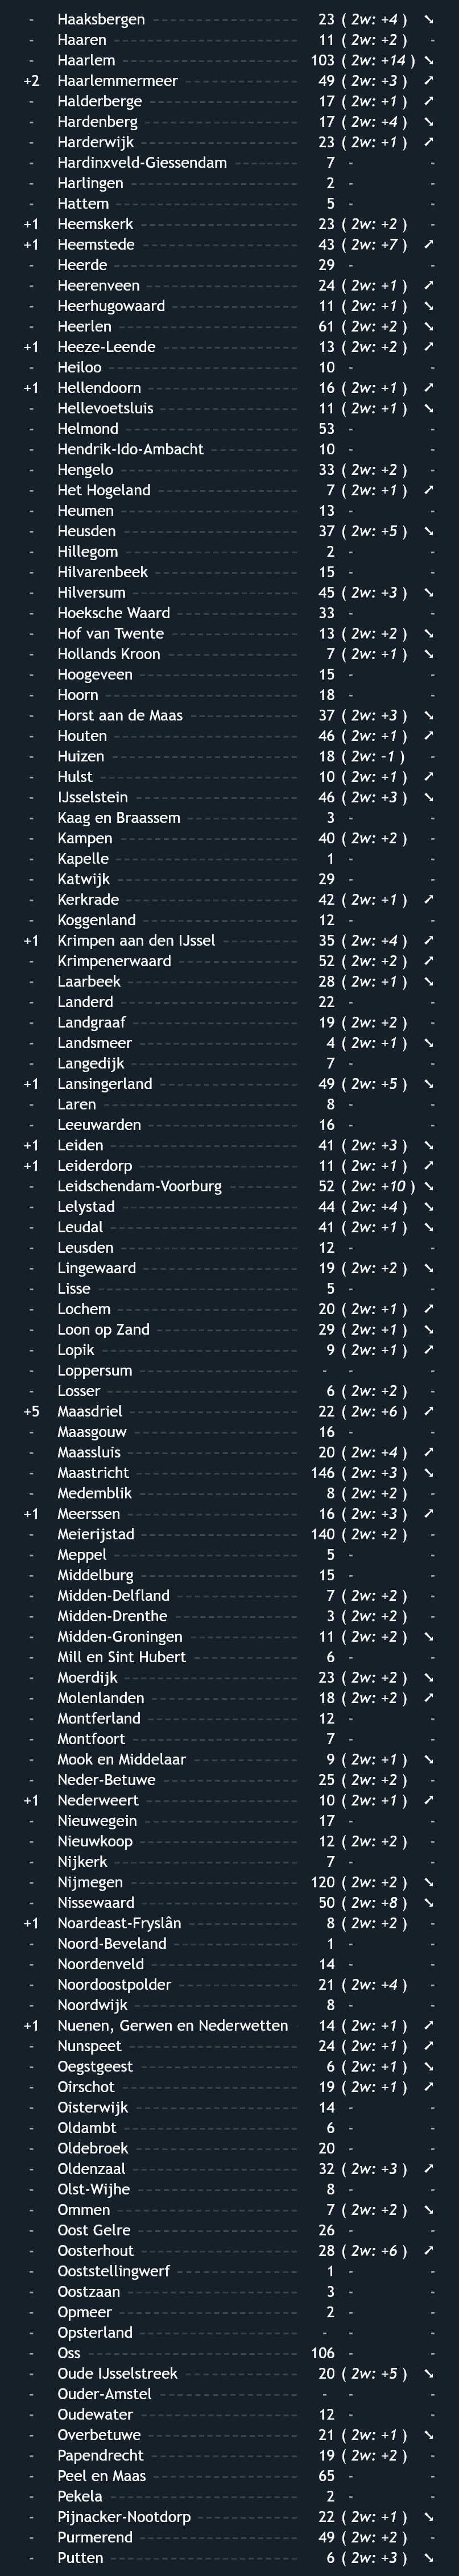 - Haaksbergen 23 ( 2w: +4 ) ➘
- Haaren 11 ( 2w: +2 ) -
- Haarlem 103 ( 2w: +14 ) ➘
+2 Haarlemmermeer 49 ( 2w: +3 ) ➚
- Halderberge 17 ( 2w: +1 ) ➚
- Hardenberg 17 ( 2w: +4 ) ➘
- Harderwijk 23 ( 2w: +1 ) ➚
- Hardinxveld-Giessendam 7 - -
- Harlingen 2 - -
- Hattem 5 - -
+1 Heemskerk 23 ( 2w: +2 ) -
+1 Heemstede 43 ( 2w: +7 ) ➚
- Heerde 29 - -
- Heerenveen 24 ( 2w: +1 ) ➚
- Heerhugowaard 11 ( 2w: +1 ) ➘
- Heerlen 61 ( 2w: +2 ) ➘
+1 Heeze-Leende 13 ( 2w: +2 ) ➚
- Heiloo 10 - -
+1 Hellendoorn 16 ( 2w: +1 ) ➚
- Hellevoetsluis 11 ( 2w: +1 ) ➘
- Helmond 53 - -
- Hendrik-Ido-Ambacht 10 - -
- Hengelo 33 ( 2w: +2 ) -
- Het Hogeland 7 ( 2w: +1 ) ➚
- Heumen 13 - -
- Heusden 37 ( 2w: +5 ) ➘
- Hillegom 2 - -
- Hilvarenbeek 15 - -
- Hilversum 45 ( 2w: +3 ) ➘
- Hoeksche Waard 33 - -
- Hof van Twente 13 ( 2w: +2 ) ➘
- Hollands Kroon 7 ( 2w: +1 ) ➘
- Hoogeveen 15 - -
- Hoorn 18 - -
- Horst aan de Maas 37 ( 2w: +3 ) ➘
- Houten 46 ( 2w: +1 ) ➚
- Huizen 18 ( 2w: -1 ) -
- Hulst 10 ( 2w: +1 ) ➚
- IJsselstein 46 ( 2w: +3 ) ➘
- Kaag en Braassem 3 - -
- Kampen 40 ( 2w: +2 ) -
- Kapelle 1 - -
- Katwijk 29 - -
- Kerkrade 42 ( 2w: +1 ) ➚
- Koggenland 12 - -
+1 Krimpen aan den IJssel 35 ( 2w: +4 ) ➚
- Krimpenerwaard 52 ( 2w: +2 ) ➚
- Laarbeek 28 ( 2w: +1 ) ➘
- Landerd 22 - -
- Landgraaf 19 ( 2w: +2 ) -
- Landsmeer 4 ( 2w: +1 ) ➘
- Langedijk 7 - -
+1 Lansingerland 49 ( 2w: +5 ) ➘
- Laren 8 - -
- Leeuwarden 16 - -
+1 Leiden 41 ( 2w: +3 ) ➘
+1 Leiderdorp 11 ( 2w: +1 ) ➚
- Leidschendam-Voorburg 52 ( 2w: +10 ) ➘
- Lelystad 44 ( 2w: +4 ) ➘
- Leudal 41 ( 2w: +1 ) ➘
- Leusden 12 - -
- Lingewaard 19 ( 2w: +2 ) ➘
- Lisse 5 - -
- Lochem 20 ( 2w: +1 ) ➚
- Loon op Zand 29 ( 2w: +1 ) ➘
- Lopik 9 ( 2w: +1 ) ➚
- Loppersum - - -
- Losser 6 ( 2w: +2 ) -
+5 Maasdriel 22 ( 2w: +6 ) ➚
- Maasgouw 16 - -
- Maassluis 20 ( 2w: +4 ) ➚
- Maastricht 146 ( 2w: +3 ) ➘
- Medemblik 8 ( 2w: +2 ) -
+1 Meerssen 16 ( 2w: +3 ) ➚
- Meierijstad 140 ( 2w: +2 ) -
- Meppel 5 - -
- Middelburg 15 - -
- Midden-Delfland 7 ( 2w: +2 ) -
- Midden-Drenthe 3 ( 2w: +2 ) -
- Midden-Groningen 11 ( 2w: +2 ) ➘
- Mill en Sint Hubert 6 - -
- Moerdijk 23 ( 2w: +2 ) ➘
- Molenlanden 18 ( 2w: +2 ) ➚
- Montferland 12 - -
- Montfoort 7 - -
- Mook en Middelaar 9 ( 2w: +1 ) ➘
- Neder-Betuwe 25 ( 2w: +2 ) -
+1 Nederweert 10 ( 2w: +1 ) ➚
- Nieuwegein 17 - -
- Nieuwkoop 12 ( 2w: +2 ) -
- Nijkerk 7 - -
- Nijmegen 120 ( 2w: +2 ) ➘
- Nissewaard 50 ( 2w: +8 ) ➘
+1 Noardeast-Fryslân 8 ( 2w: +2 ) -
- Noord-Beveland 1 - -
- Noordenveld 14 - -
- Noordoostpolder 21 ( 2w: +4 ) -
- Noordwijk 8 - -
+1 Nuenen, Gerwen en Nederwetten 14 ( 2w: +1 ) ➚
- Nunspeet 24 ( 2w: +1 ) ➚
- Oegstgeest 6 ( 2w: +1 ) ➘
- Oirschot 19 ( 2w: +1 ) ➚
- Oisterwijk 14 - -
- Oldambt 6 - -
- Oldebroek 20 - -
- Oldenzaal 32 ( 2w: +3 ) ➚
- Olst-Wijhe 8 - -
- Ommen 7 ( 2w: +2 ) ➘
- Oost Gelre 26 - -
- Oosterhout 28 ( 2w: +6 ) ➚
- Ooststellingwerf 1 - -
- Oostzaan 3 - -
- Opmeer 2 - -
- Opsterland - - -
- Oss 106 - -
- Oude IJsselstreek 20 ( 2w: +5 ) ➘
- Ouder-Amstel - - -
- Oudewater 12 - -
- Overbetuwe 21 ( 2w: +1 ) ➘
- Papendrecht 19 ( 2w: +2 ) -
- Peel en Maas 65 - -
- Pekela 2 - -
- Pijnacker-Nootdorp 22 ( 2w: +1 ) ➘
- Purmerend 49 ( 2w: +2 ) -
- Putten 6 ( 2w: +3 ) ➘